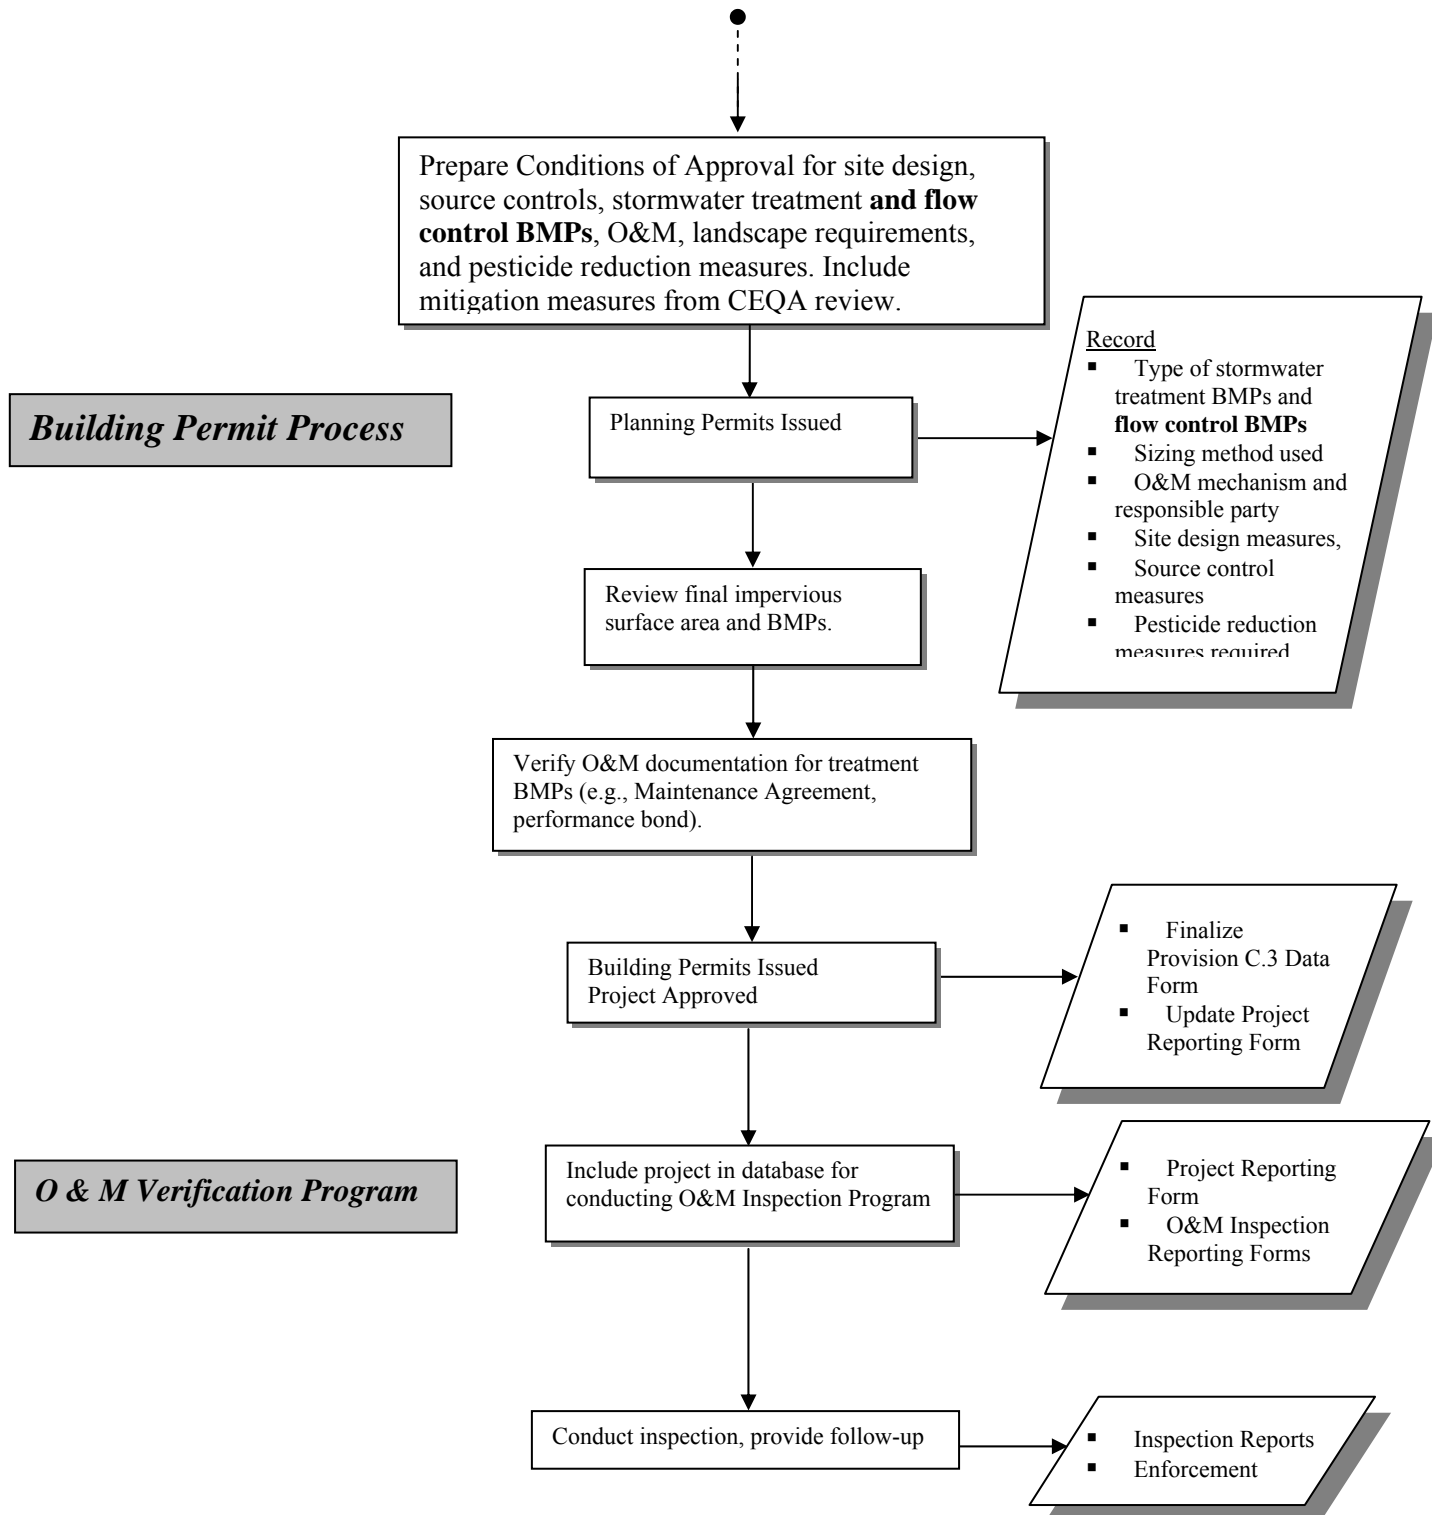 Prepare Conditions of Approval for site design,
source controls, stormwater treatment and flow
control BMPs, O&M, landscape requirements,
and pesticide reduction measures. Include
mitigation measures from CEQA review.
Building Permit Process
Planning Permits Issued
Record
▪ Type of stormwater
treatment BMPs and
flow control BMPs
▪ Sizing method used
▪ O&M mechanism and
responsible party
▪ Site design measures,
▪ Source control
measures
▪ Pesticide reduction
measures required
Review final impervious
surface area and BMPs.
Verify O&M documentation for treatment
BMPs (e.g., Maintenance Agreement,
performance bond).
Building Permits Issued
Project Approved
▪ Finalize
Provision C.3 Data
Form
▪ Update Project
Reporting Form
O & M Verification Program
Include project in database for
conducting O&M Inspection Program
▪ Project Reporting
Form
▪ O&M Inspection
Reporting Forms
Conduct inspection, provide follow-up
▪ Inspection Reports
▪ Enforcement